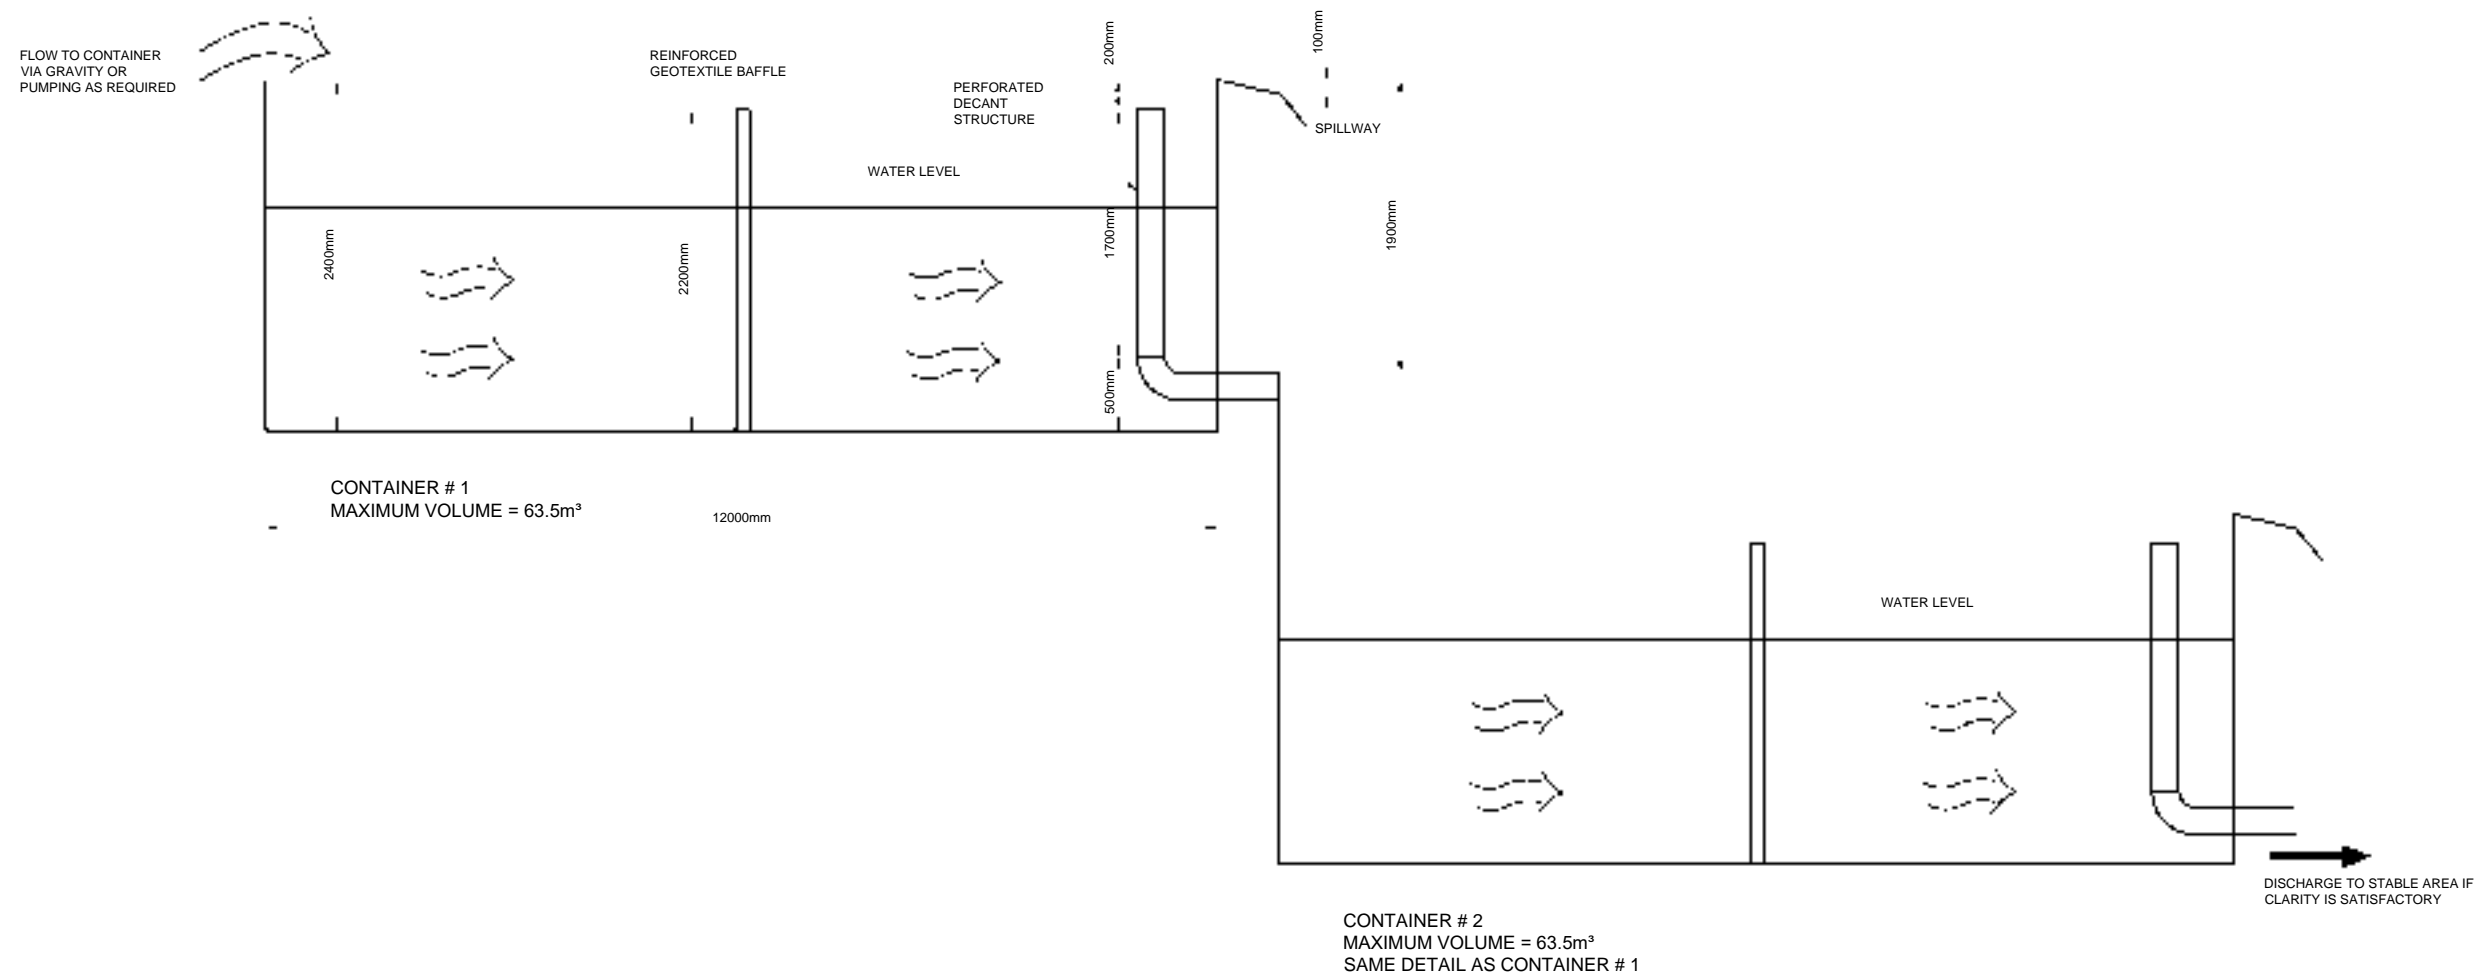 FLOW TO CONTAINER
VIA GRAVITY OR
PUMPING AS REQUIRED
REINFORCED
GEOTEXTILE BAFFLE
PERFORATED
DECANT
STRUCTURE
200mm
100mm
SPILLWAY
WATER LEVEL
2400mm
2200mm
1700mm
1900mm
500mm
CONTAINER # 1
MAXIMUM VOLUME = 63.5m³
12000mm
WATER LEVEL
DISCHARGE TO STABLE AREA IF
CLARITY IS SATISFACTORY
CONTAINER # 2
MAXIMUM VOLUME = 63.5m³
SAME DETAIL AS CONTAINER # 1